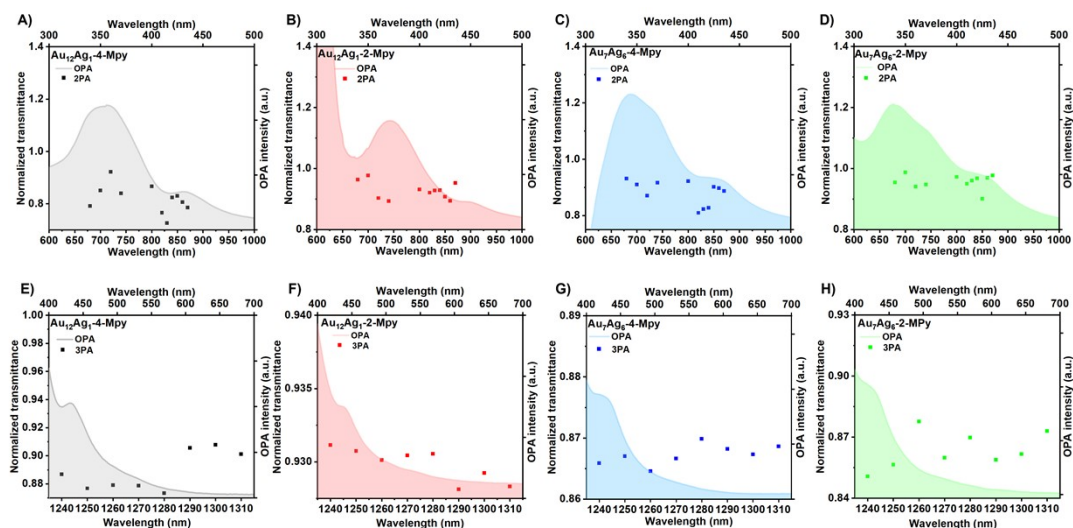 A)
Wavelength (nm)
300 350 400 450 500
Au12Ag1-4-Mpy
OPA
2PA
Normalized transmittance
1.4
1.2
1.0
0.8
OPA intensity (a.u.)
600 650 700 750 800 850 900 950 1000
Wavelength (nm)
B)
Wavelength (nm)
300 350 400 450 500
Au12Ag1-2-Mpy
OPA
2PA
Normalized transmittance
1.4
1.2
1.0
0.8
OPA intensity (a.u.)
600 650 700 750 800 850 900 950 1000
Wavelength (nm)
C)
Wavelength (nm)
300 350 400 450 500
Au7Ag6-4-Mpy
OPA
2PA
Normalized transmittance
1.4
1.2
1.0
0.8
OPA intensity (a.u.)
600 650 700 750 800 850 900 950 1000
Wavelength (nm)
D)
Wavelength (nm)
300 350 400 450 500
Au7Ag6-2-Mpy
OPA
2PA
Normalized transmittance
1.4
1.2
1.0
0.8
OPA intensity (a.u.)
600 650 700 750 800 850 900 950 1000
Wavelength (nm)
E)
Wavelength (nm)
400 450 500 550 600 650 700
Au12Ag1-4-Mpy
OPA
3PA
Normalized transmittance
1.00
0.98
0.96
0.94
0.92
0.90
0.88
OPA intensity (a.u.)
1240 1250 1260 1270 1280 1290 1300 1310
Wavelength (nm)
F)
Wavelength (nm)
400 450 500 550 600 650 700
Au12Ag1-2-Mpy
OPA
3PA
Normalized transmittance
0.940
0.935
0.930
OPA intensity (a.u.)
1240 1250 1260 1270 1280 1290 1300 1310
Wavelength (nm)
G)
Wavelength (nm)
400 450 500 550 600 650 700
Au7Ag6-4-Mpy
OPA
3PA
Normalized transmittance
0.89
0.88
0.87
0.86
OPA intensity (a.u.)
1240 1250 1260 1270 1280 1290 1300 1310
Wavelength (nm)
H)
Wavelength (nm)
400 450 500 550 600 650 700
Au7Ag6-2-MPy
OPA
3PA
Normalized transmittance
0.93
0.90
0.87
0.84
OPA intensity (a.u.)
1240 1250 1260 1270 1280 1290 1300 1310
Wavelength (nm)